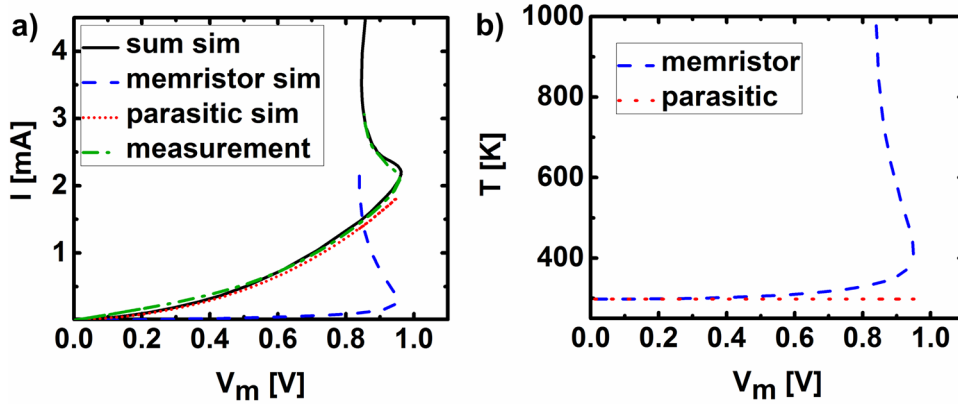 a)
sum sim
memristor sim
parasitic sim
measurement
I [mA]
4
3
2
1
0.0 0.2 0.4 0.6 0.8 1.0
Vm [V]
b)
memristor
parasitic
T [K]
1000
800
600
400
0.0 0.2 0.4 0.6 0.8 1.0
Vm [V]